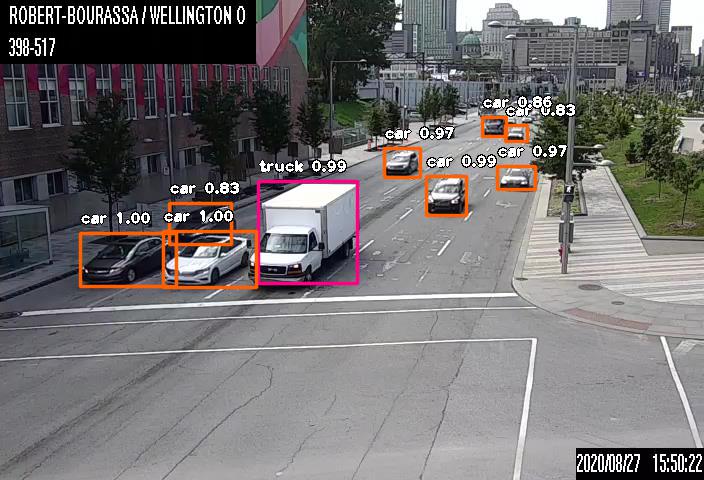 ROBERT-BOURASSA / WELLINGTON O
398-517
car 0.86
car 0.83
car 0.97
car 0.99
car 0.97
truck 0.99
car 0.83
car 1.00
car 1.00
2020/08/27 15:50:22